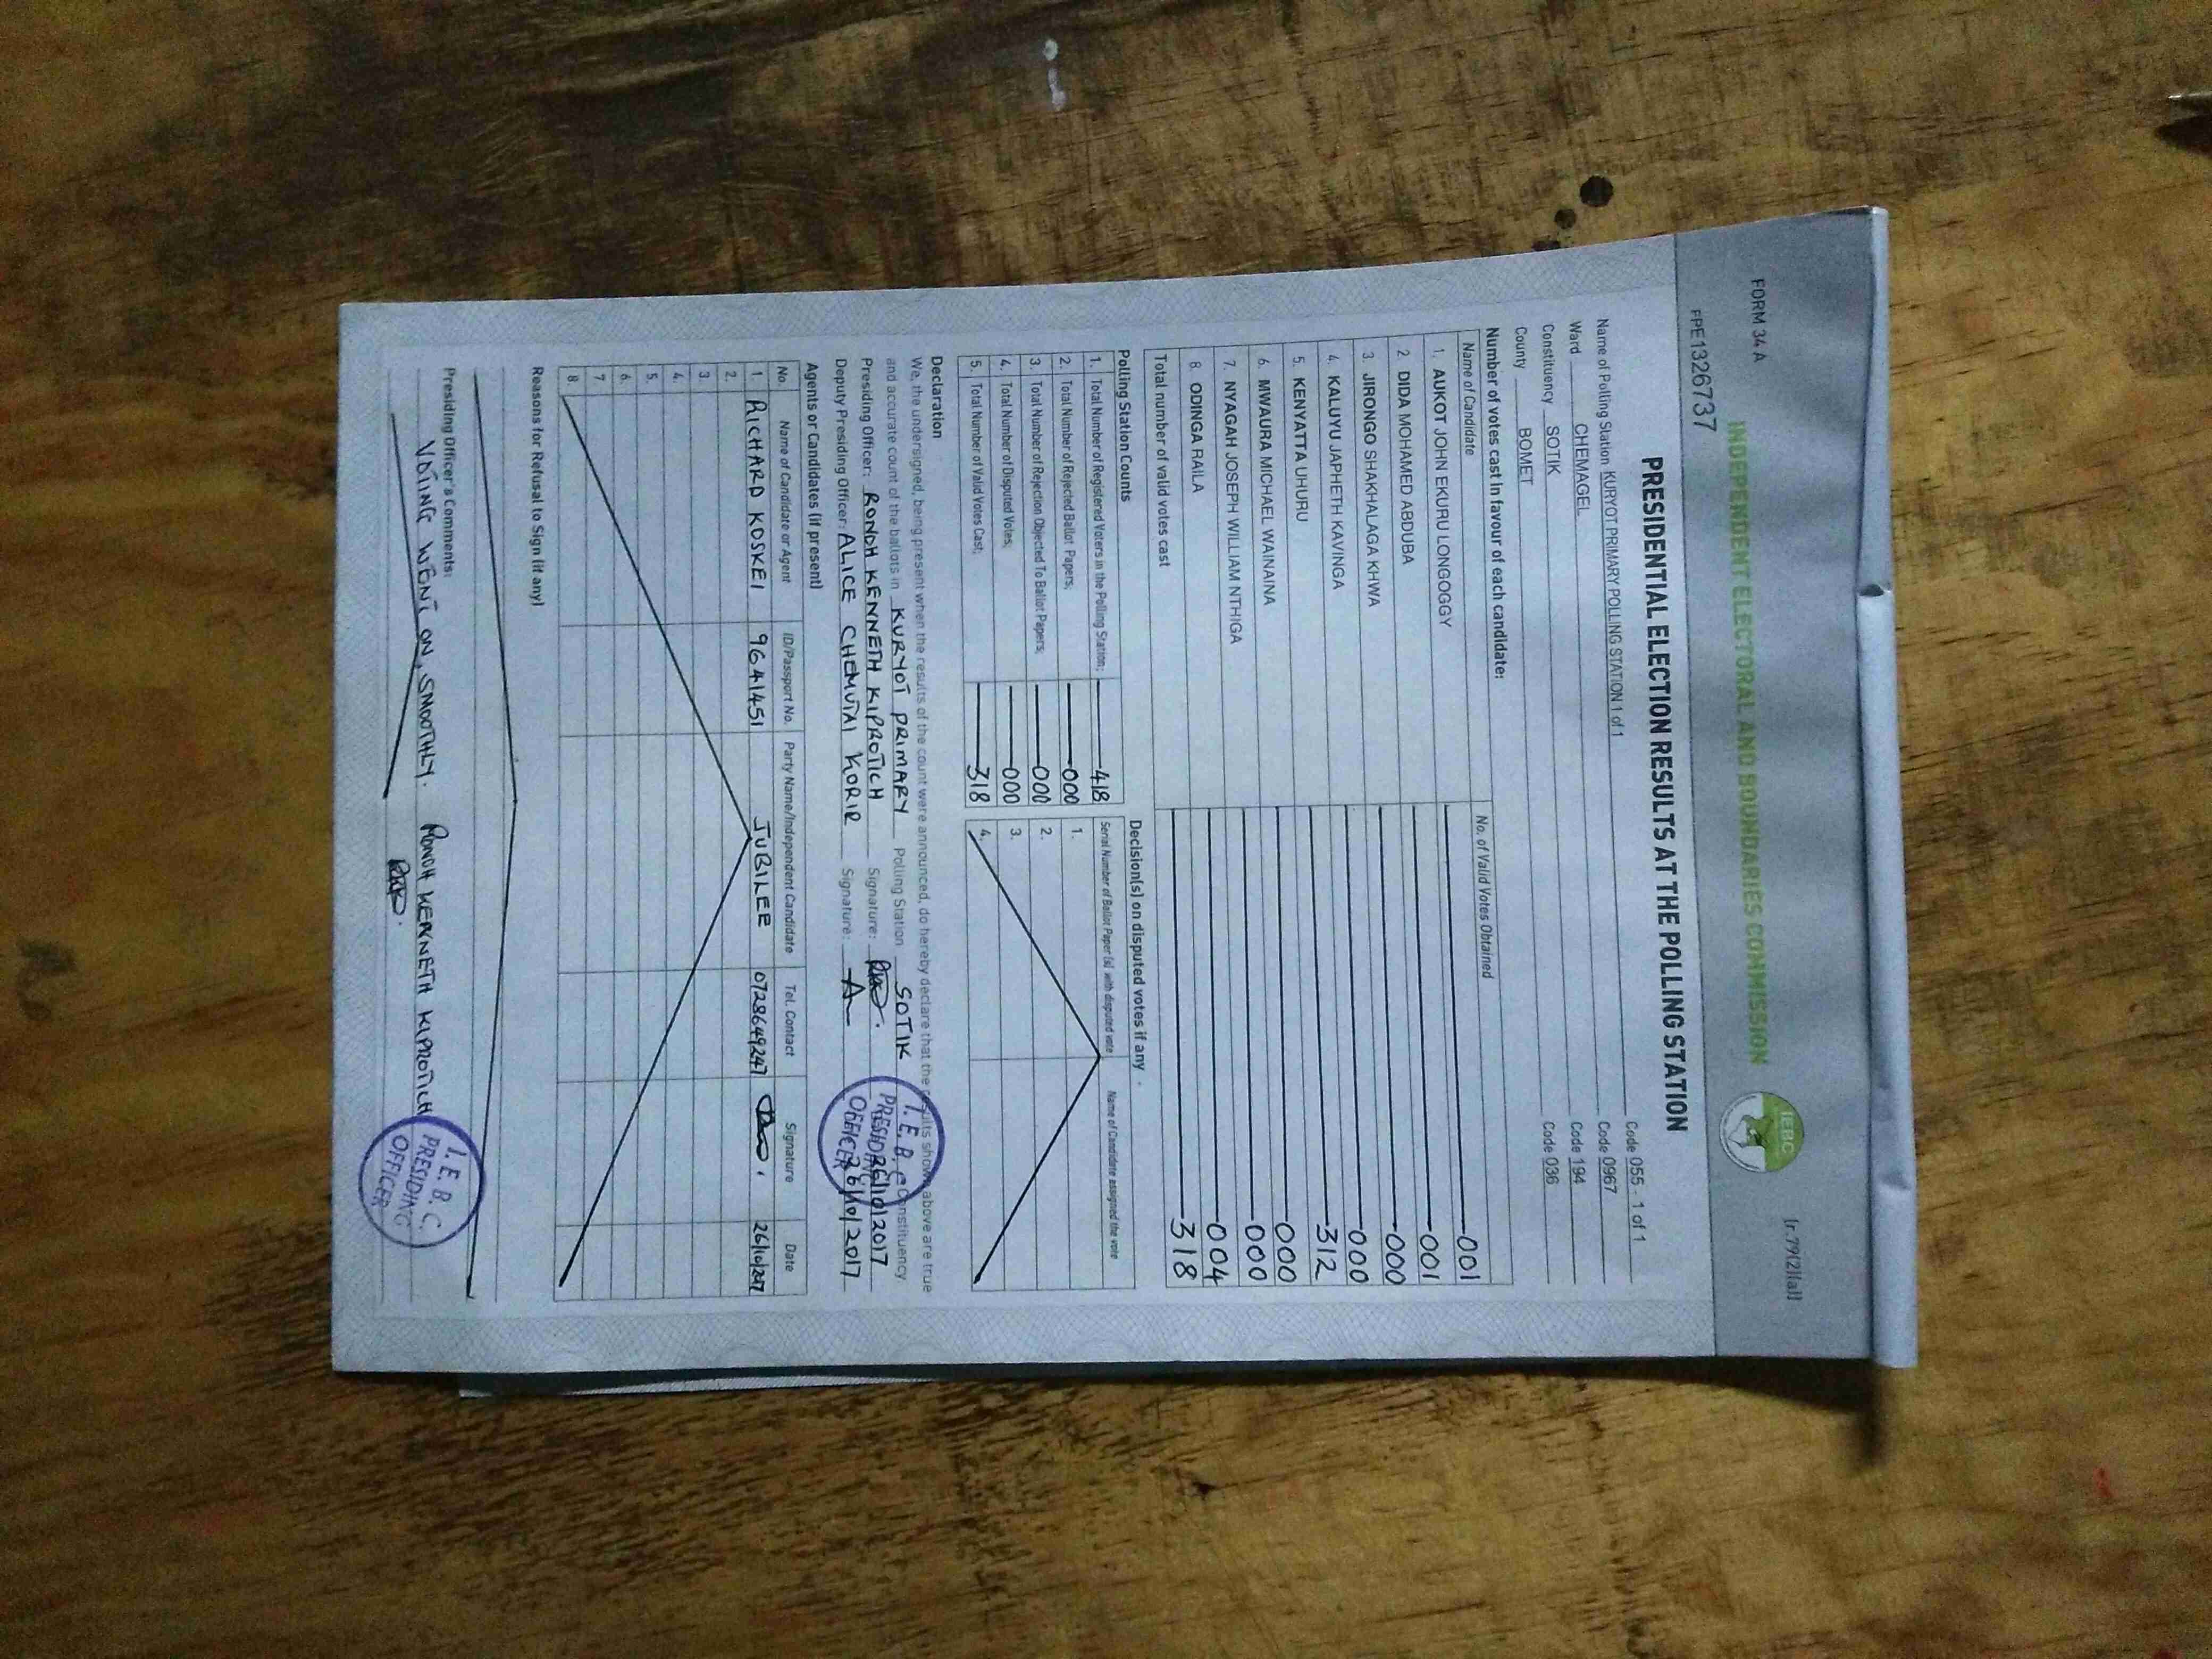 FORM 34 A
[r.79(2)(a)]
INDEPENDENT ELECTORAL AND BOUNDARIES COMMISSION
IEBC
FPE1326737
PRESIDENTIAL ELECTION RESULTS AT THE POLLING STATION
Name of Polling Station KURYOT PRIMARY POLLING STATION 1 of 1 Code 055 - 1 of 1
Ward CHEMAGEL Code 0967
Constituency SOTIK Code 194
County BOMET Code 036
Number of votes cast in favour of each candidate:
Name of Candidate No. of Valid Votes Obtained
1. AUKOT JOHN EKURU LONGOGGY 001
2 DIDA MOHAMED ABDUBA 001
3. JIRONGO SHAKHALAGA KHWA 000
4. KALUYU JAPHETH KAVINGA 000
5. KENYATTA UHURU 312
6. MWAURA MICHAEL WAINAINA 000
7. NYAGAH JOSEPH WILLIAM NTHIGA 000
8. ODINGA RAILA 004
Total number of valid votes cast 318
Polling Station Counts
1. Total Number of Registered Voters in the Polling Station; 418
2. Total Number of Rejected Ballot Papers; 000
3. Total Number of Rejection Objected To Ballot Papers; 000
4. Total Number of Disputed Votes; 000
5. Total Number of Valid Votes Cast; 318
Decision(s) on disputed votes if any
Serial Number of Ballot Paper (s) with disputed vote Name of Candidate assigned the vote
1.
2.
3.
4.
Declaration
We, the undersigned, being present when the results of the count were announced, do hereby declare that the results shown above are true
and accurate count of the ballots in KURYOT PRIMARY Polling Station SOTIK Constituency
Presiding Officer: RONOH KENNETH KIPROTICH Signature: 26/10/2017
Deputy Presiding Officer: ALICE CHEMUTAI KORIR Signature: 26/10/2017
I. E. B. C.
PRESIDING
OFFICER
Agents or Candidates (if present)
No. Name of Candidate or Agent ID/Passport No. Party Name/Independent Candidate Tel. Contact Signature Date
1. RICHARD KOSKEI 9641451 JUBILEE 0728649247 26/10/2017
2.
3.
4.
5.
6.
7
8.
Reasons for Refusal to Sign (if any)
Presiding Officer's Comments:
VOTING WENT ON, SMOOTHLY. RONOH KENNETH KIPROTICH
I. E. B. C.
PRESIDING
OFFICER